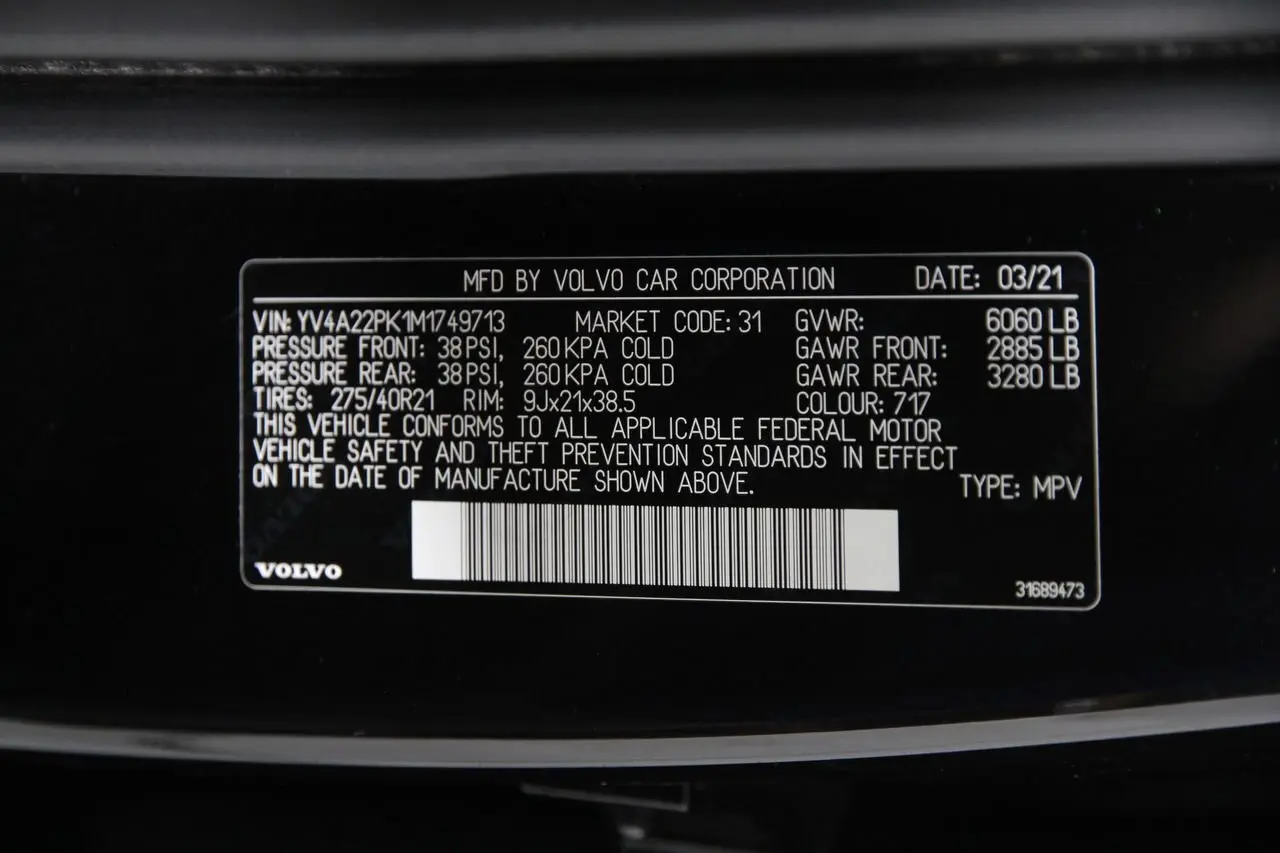 MFD BY VOLVO CAR CORPORATION DATE: 03/21
VIN: YV4A22PK1M1749713 MARKET CODE: 31 GVWR: 6060 LB
PRESSURE FRONT: 38 PSI, 260 KPA COLD GAWR FRONT: 2885 LB
PRESSURE REAR: 38 PSI, 260 KPA COLD GAWR REAR: 3280 LB
TIRES: 275/40R21 RIM: 9Jx21x38.5 COLOUR: 717
THIS VEHICLE CONFORMS TO ALL APPLICABLE FEDERAL MOTOR
VEHICLE SAFETY AND THEFT PREVENTION STANDARDS IN EFFECT
ON THE DATE OF MANUFACTURE SHOWN ABOVE. TYPE: MPV
VOLVO 31689473